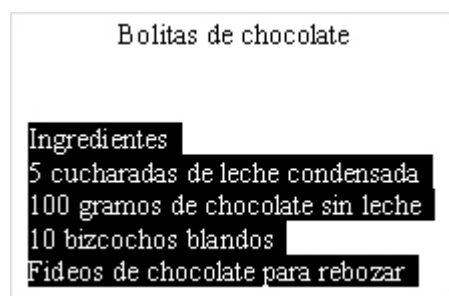 Bolitas de chocolate
Ingredientes
5 cucharadas de leche condensada
100 gramos de chocolate sin leche
10 bizcochos blandos
Fideos de chocolate para rebozar